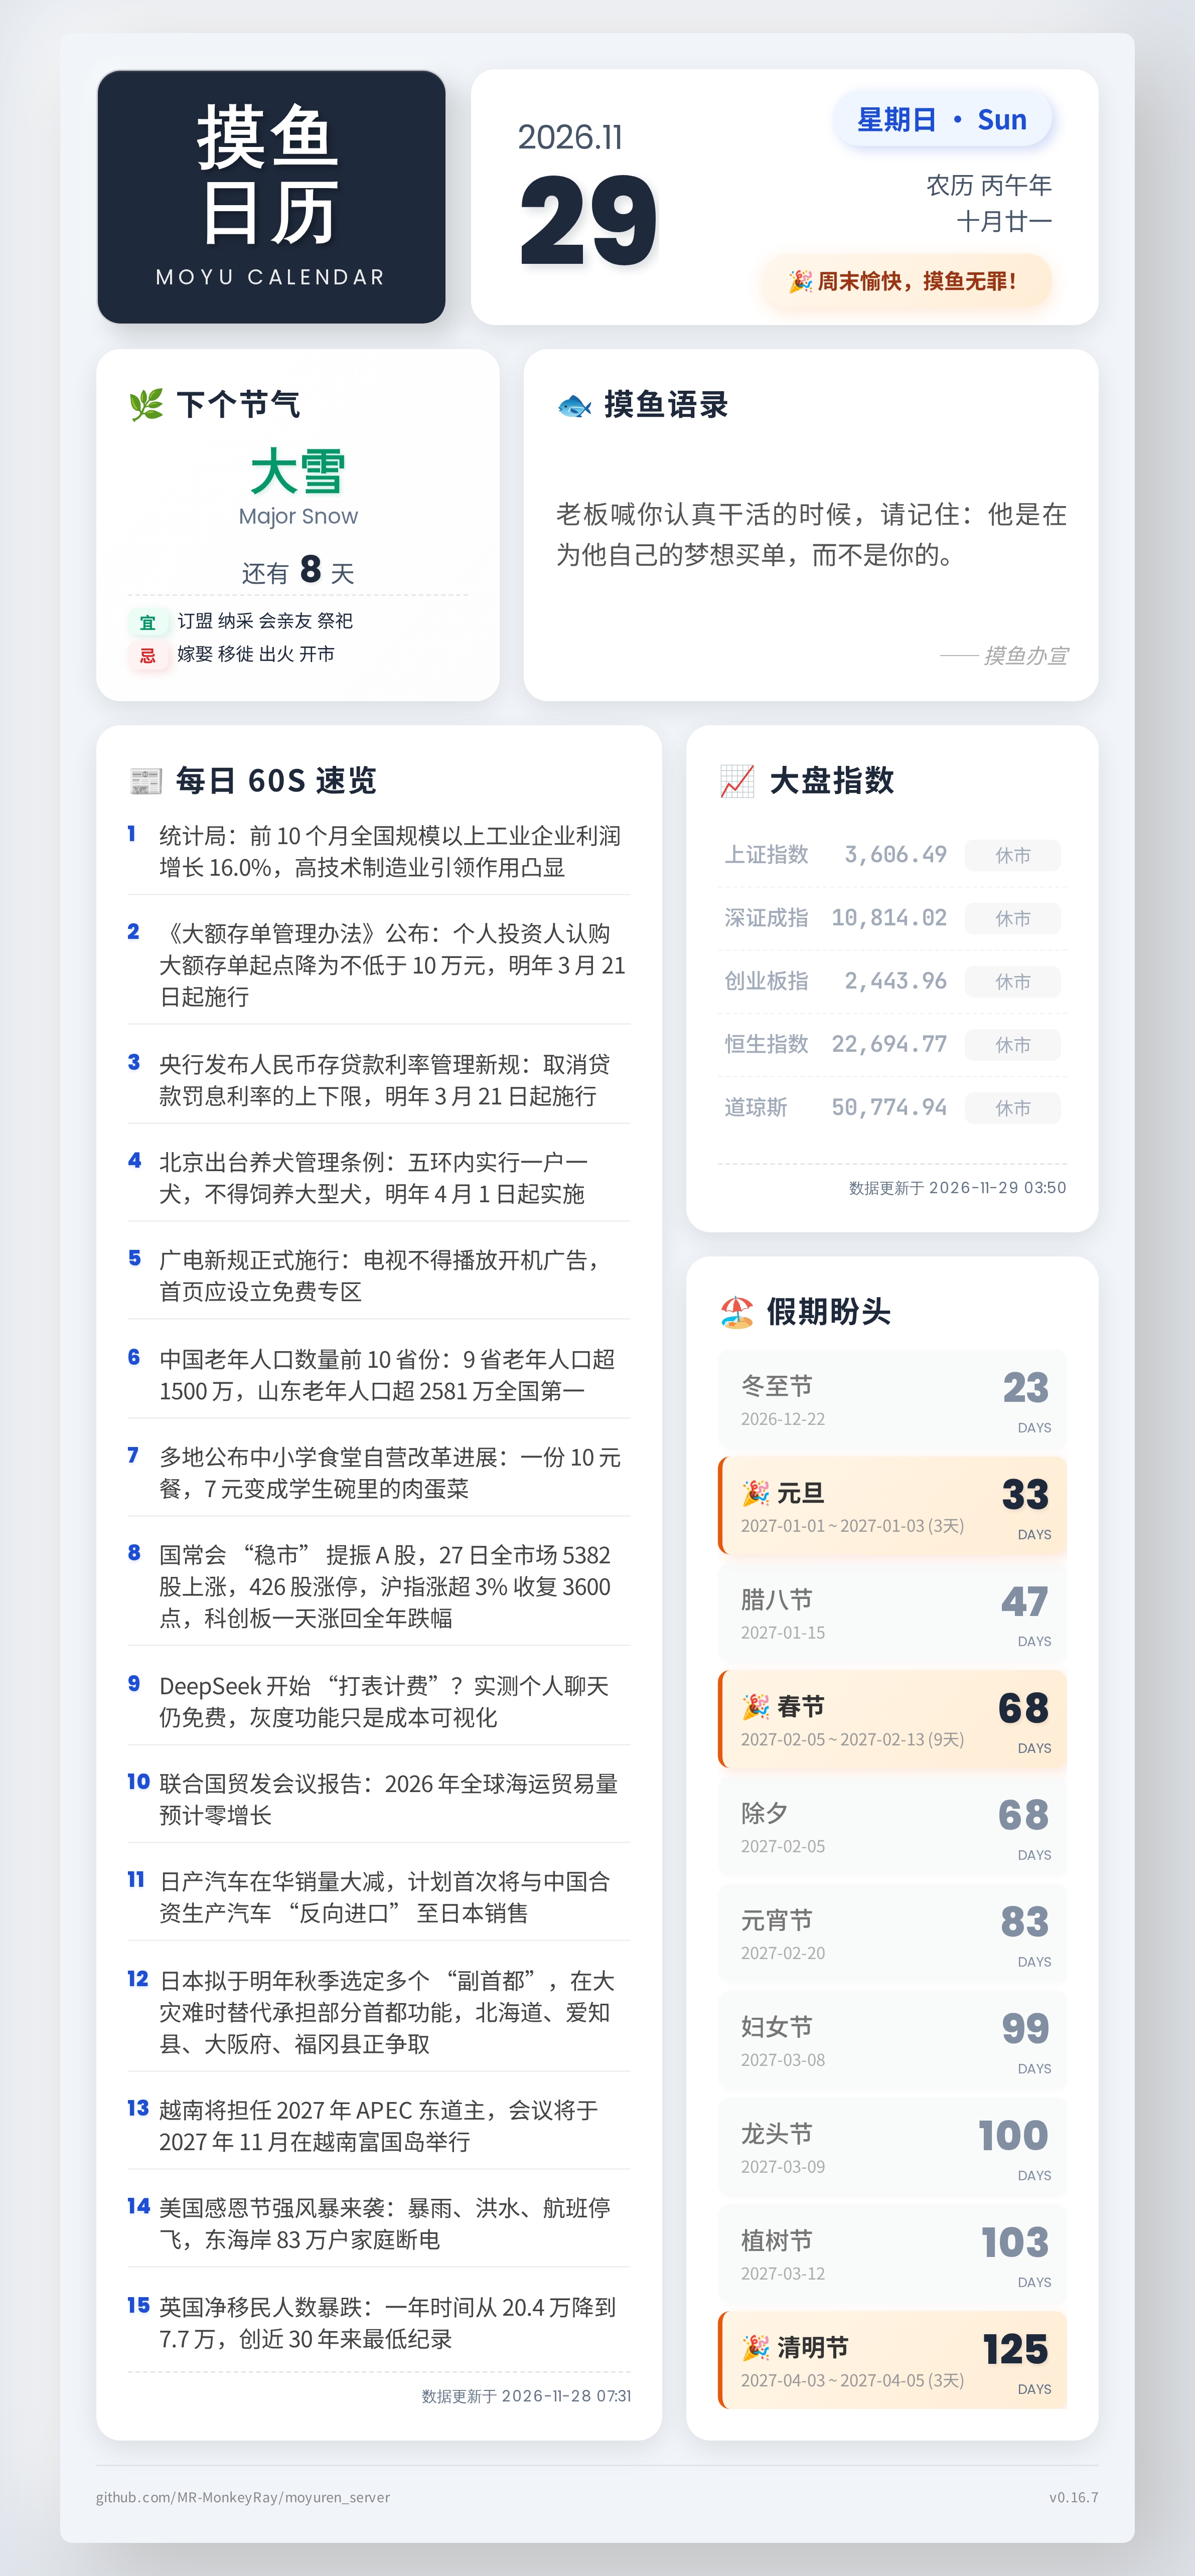 摸鱼
日历
MOYU CALENDAR
2026.11
29
星期日 · Sun
农历 丙午年
十月廿一
🎉 周末愉快，摸鱼无罪！
🌿 下个节气
大雪
Major Snow
还有 8 天
宜 订盟 纳采 会亲友 祭祀
忌 嫁娶 移徙 出火 开市
🐟 摸鱼语录
老板喊你认真干活的时候，请记住：他是在
为他自己的梦想买单，而不是你的。
—— 摸鱼办宣
📰 每日 60S 速览
1 统计局：前 10 个月全国规模以上工业企业利润
增长 16.0%，高技术制造业引领作用凸显
2 《大额存单管理办法》公布：个人投资人认购
大额存单起点降为不低于 10 万元，明年 3 月 21
日起施行
3 央行发布人民币存贷款利率管理新规：取消贷
款罚息利率的上下限，明年 3 月 21 日起施行
4 北京出台养犬管理条例：五环内实行一户一
犬，不得饲养大型犬，明年 4 月 1 日起实施
5 广电新规正式施行：电视不得播放开机广告，
首页应设立免费专区
6 中国老年人口数量前 10 省份：9 省老年人口超
1500 万，山东老年人口超 2581 万全国第一
7 多地公布中小学食堂自营改革进展：一份 10 元
餐，7 元变成学生碗里的肉蛋菜
8 国常会 “稳市” 提振 A 股，27 日全市场 5382
股上涨，426 股涨停，沪指涨超 3% 收复 3600
点，科创板一天涨回全年跌幅
9 DeepSeek 开始 “打表计费”？实测个人聊天
仍免费，灰度功能只是成本可视化
10 联合国贸发会议报告：2026 年全球海运贸易量
预计零增长
11 日产汽车在华销量大减，计划首次将与中国合
资生产汽车 “反向进口” 至日本销售
12 日本拟于明年秋季选定多个 “副首都”，在大
灾难时替代承担部分首都功能，北海道、爱知
县、大阪府、福冈县正争取
13 越南将担任 2027 年 APEC 东道主，会议将于
2027 年 11 月在越南富国岛举行
14 美国感恩节强风暴来袭：暴雨、洪水、航班停
飞，东海岸 83 万户家庭断电
15 英国净移民人数暴跌：一年时间从 20.4 万降到
7.7 万，创近 30 年来最低纪录
数据更新于 2026-11-28 07:31
📈 大盘指数
上证指数 3,606.49 休市
深证成指 10,814.02 休市
创业板指 2,443.96 休市
恒生指数 22,694.77 休市
道琼斯 50,774.94 休市
数据更新于 2026-11-29 03:50
🏖️ 假期盼头
冬至节 23
2026-12-22 DAYS
🎉 元旦 33
2027-01-01 ~ 2027-01-03 (3天) DAYS
腊八节 47
2027-01-15 DAYS
🎉 春节 68
2027-02-05 ~ 2027-02-13 (9天) DAYS
除夕 68
2027-02-05 DAYS
元宵节 83
2027-02-20 DAYS
妇女节 99
2027-03-08 DAYS
龙头节 100
2027-03-09 DAYS
植树节 103
2027-03-12 DAYS
🎉 清明节 125
2027-04-03 ~ 2027-04-05 (3天) DAYS
github.com/MR-MonkeyRay/moyuren_server
v0.16.7